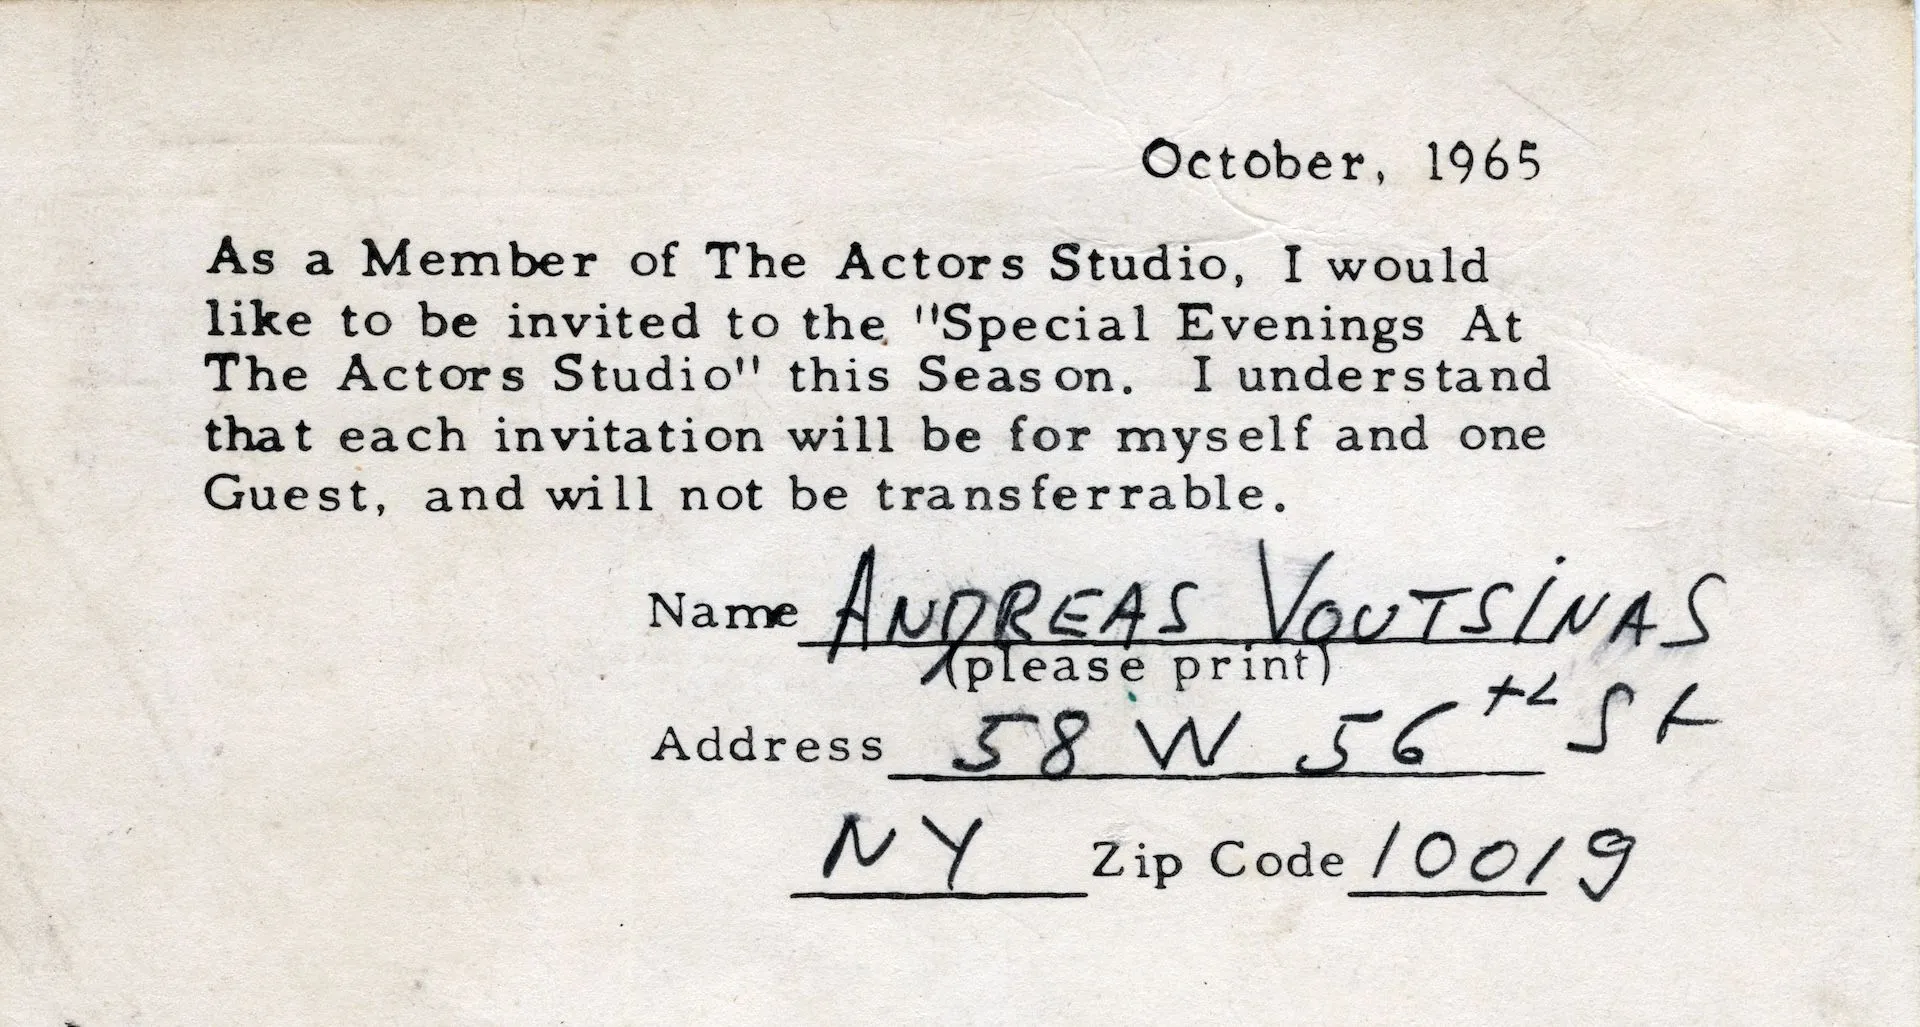 October, 1965
As a Member of The Actors Studio, I would
like to be invited to the "Special Evenings At
The Actors Studio" this Season. I understand
that each invitation will be for myself and one
Guest, and will not be transferrable.
Name ANDREAS VOUTSINAS
(please print)
Address 58 W 56th St
NY Zip Code 10019